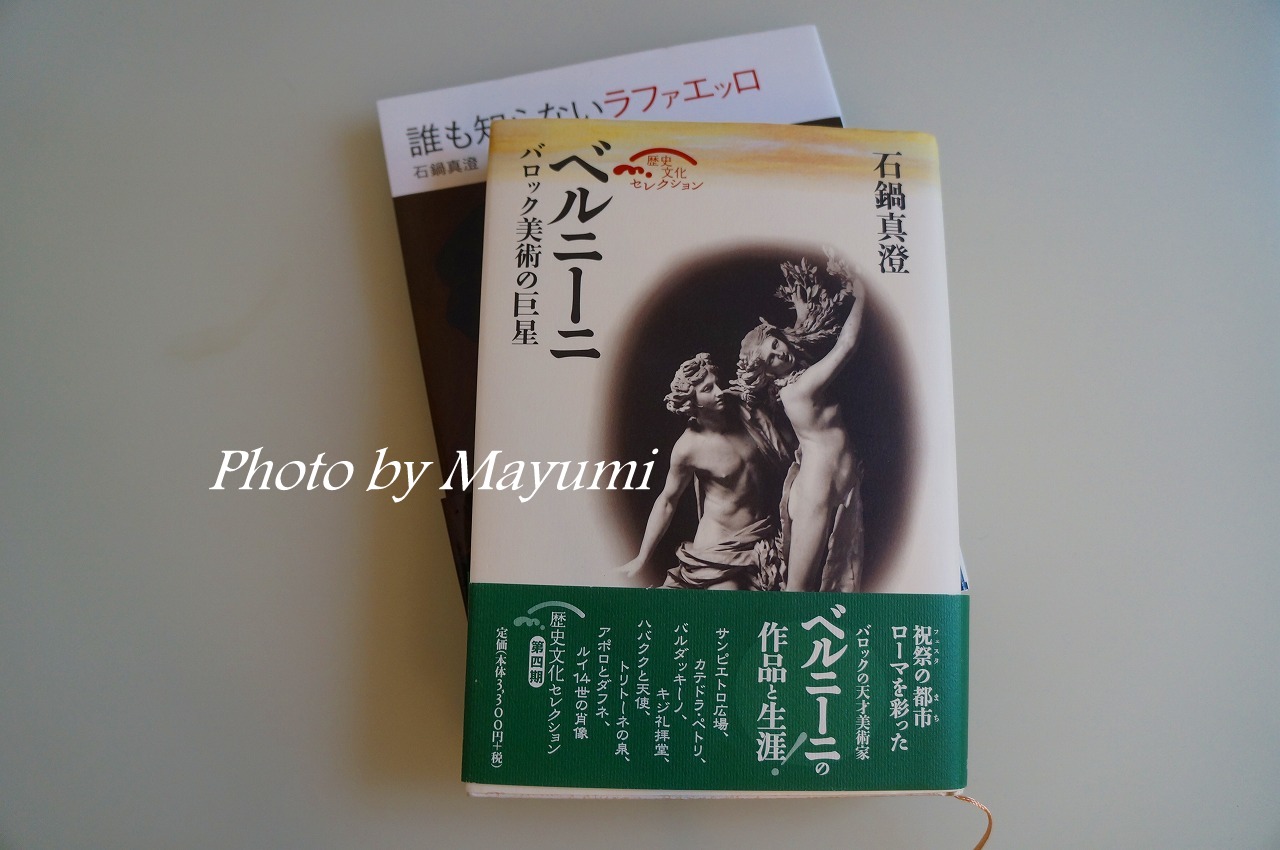 誰も知らないラファエッロ
石鍋真澄
石鍋真澄
歴史
文化
セレクション
ベルニーニ
バロック美術の巨星
Photo by Mayumi
祝祭の都市
フェスタ
まち
ローマを彩った
バロックの天才美術家
ベルニーニの
作品と生涯!
サンピエトロ広場、
カテドラ・ペトリ、
バルダッキーノ、
キジ礼拝堂、
ハバククと天使、
トリトーネの泉、
アポロとダフネ、
ルイ14世の肖像
歴史文化セレクション
第四期
定価(本体3,300円+税)